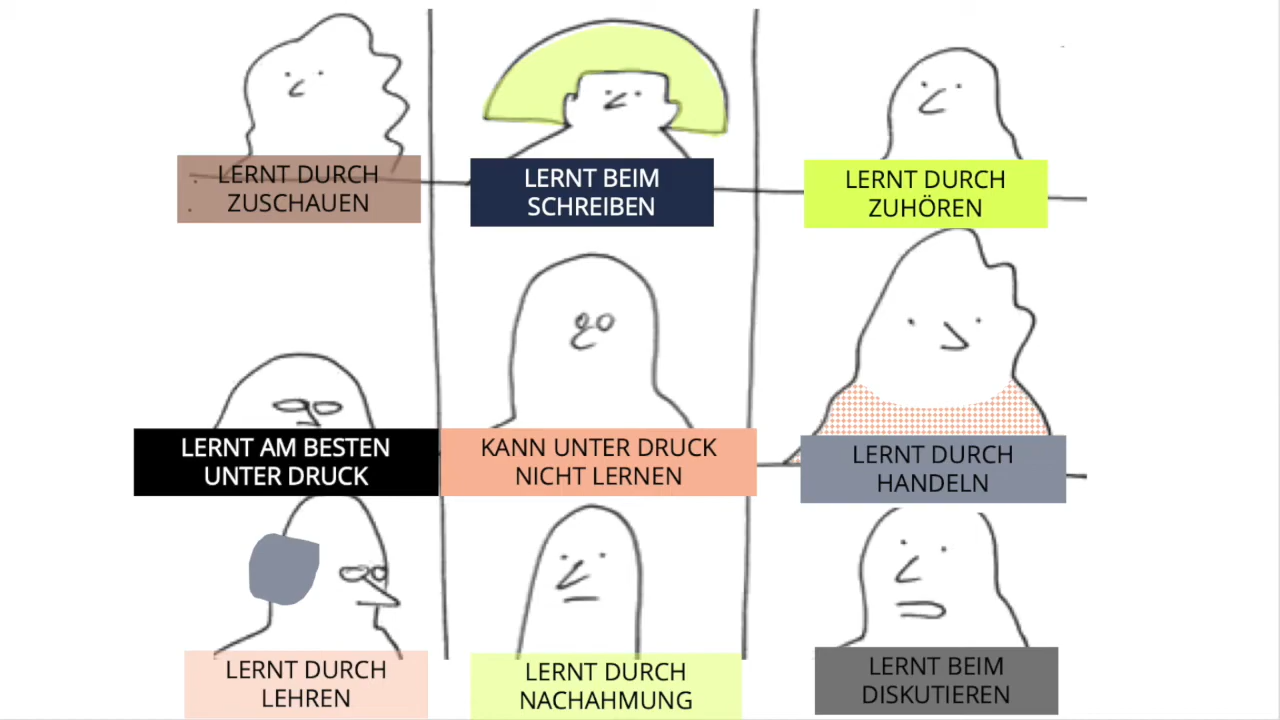 LERNT DURCH
ZUSCHAUEN
LERNT BEIM
SCHREIBEN
LERNT DURCH
ZUHÖREN
LERNT AM BESTEN
UNTER DRUCK
KANN UNTER DRUCK
NICHT LERNEN
LERNT DURCH
HANDELN
LERNT DURCH
LEHREN
LERNT DURCH
NACHAHMUNG
LERNT BEIM
DISKUTIEREN